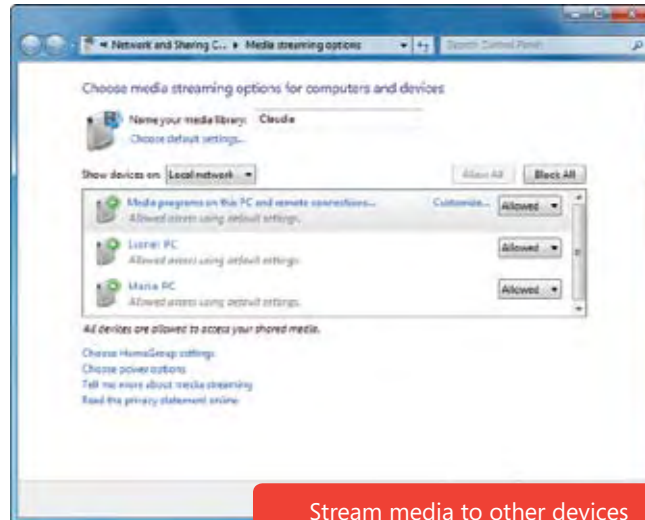 Network and Sharing C... Media streaming options Search Control Panel
Choose media streaming options for computers and devices
Name your media library: Claudia
Choose default settings...
Show devices on: Local network Allow All Block All
Media programs on this PC and remote connections... Customize... Allowed
Allowed access using default settings.
Lionel PC Allowed
Allowed access using default settings.
Maria PC Allowed
Allowed access using default settings.
All devices are allowed to access your shared media.
Choose HomeGroup settings
Choose power options
Tell me more about media streaming
Read the privacy statement online
Stream media to other devices